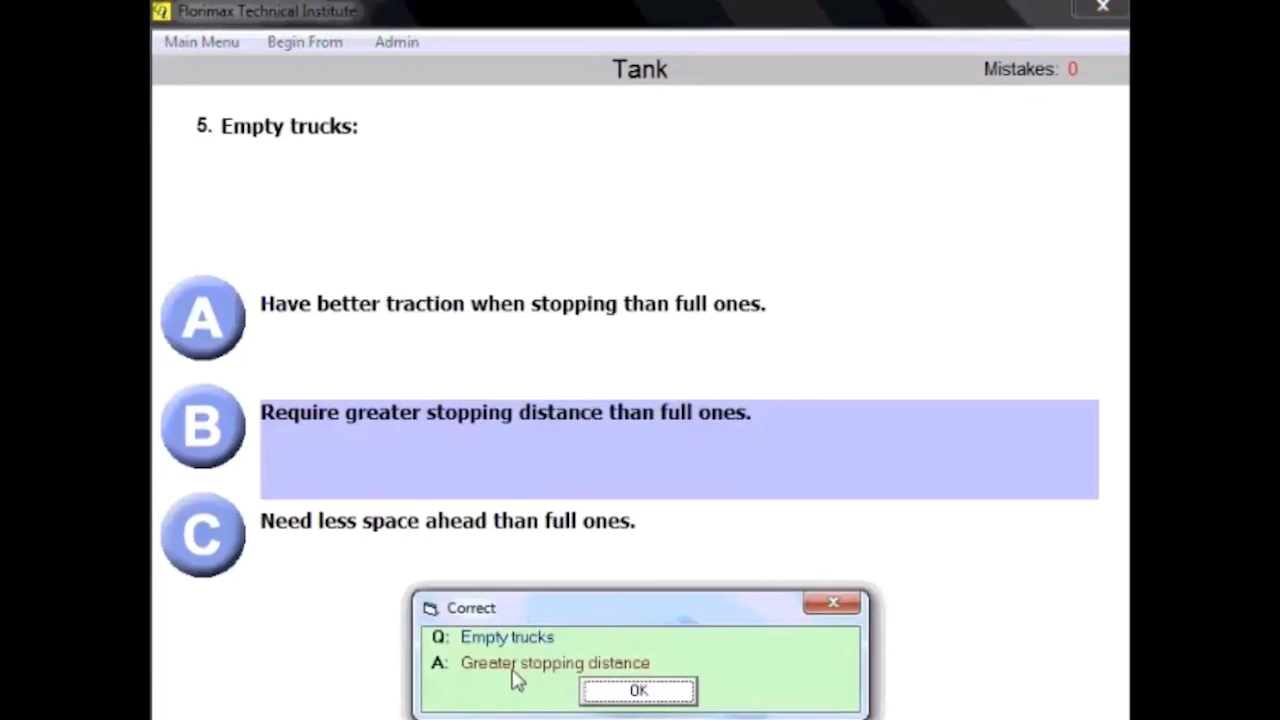 Florimax Technical Institute
Main Menu Begin From Admin
Tank Mistakes: 0
5. Empty trucks:
A Have better traction when stopping than full ones.
B Require greater stopping distance than full ones.
C Need less space ahead than full ones.
Correct
Q: Empty trucks
A: Greater stopping distance
OK